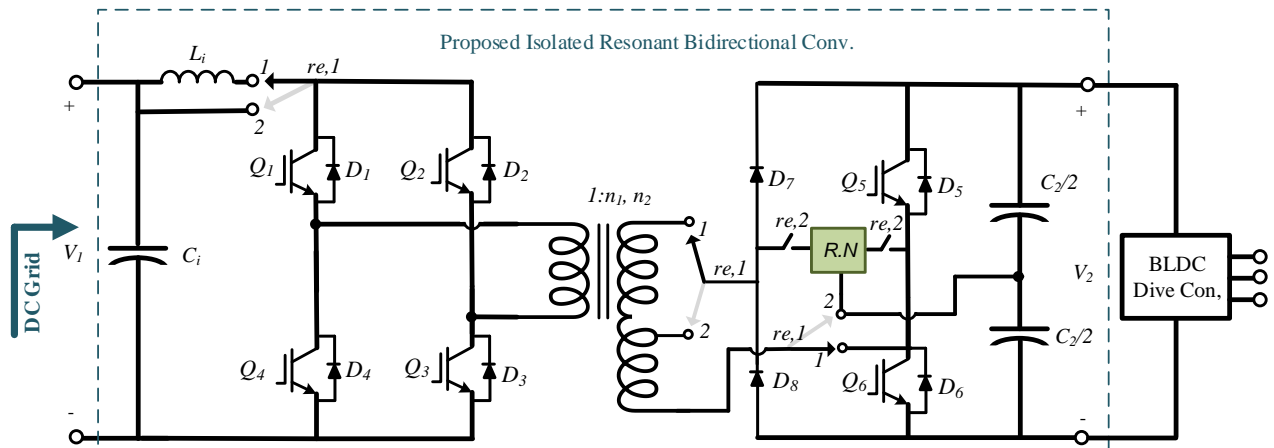 Proposed Isolated Resonant Bidirectional Conv.
Li
1
re,1
2
+
Q1
D1
Q2
D2
D7
Q5
D5
C2/2
+
1:n1, n2
1
re,2
re,2
R.N
DC Grid
V1
Ci
re,1
V2
BLDC
Dive Con,
2
2
re,1
1
C2/2
Q4
D4
Q3
D3
D8
Q6
D6
-
-